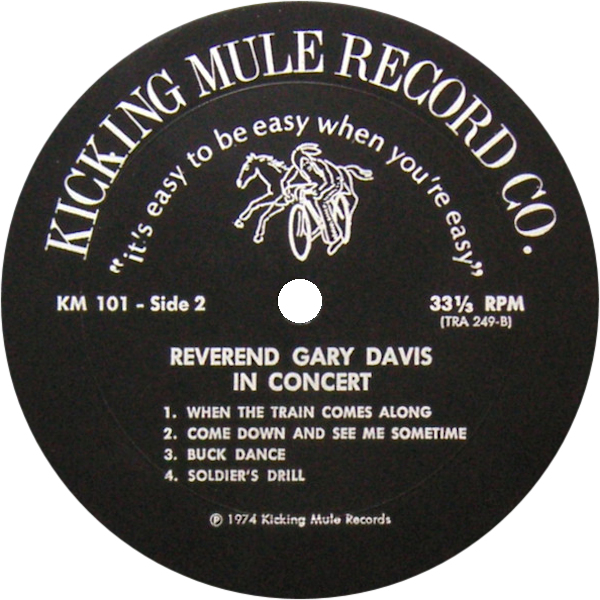 KICKING MULE RECORD CO.
"it's easy to be easy when you're easy"
KM 101 - Side 2
33⅓ RPM
(TRA 249-B)
REVEREND GARY DAVIS
IN CONCERT
1. WHEN THE TRAIN COMES ALONG
2. COME DOWN AND SEE ME SOMETIME
3. BUCK DANCE
4. SOLDIER'S DRILL
℗ 1974 Kicking Mule Records